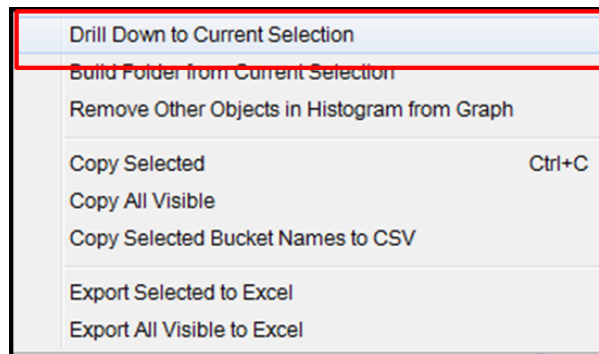 Drill Down to Current Selection
Build Folder from Current Selection
Remove Other Objects in Histogram from Graph
Copy Selected Ctrl+C
Copy All Visible
Copy Selected Bucket Names to CSV
Export Selected to Excel
Export All Visible to Excel